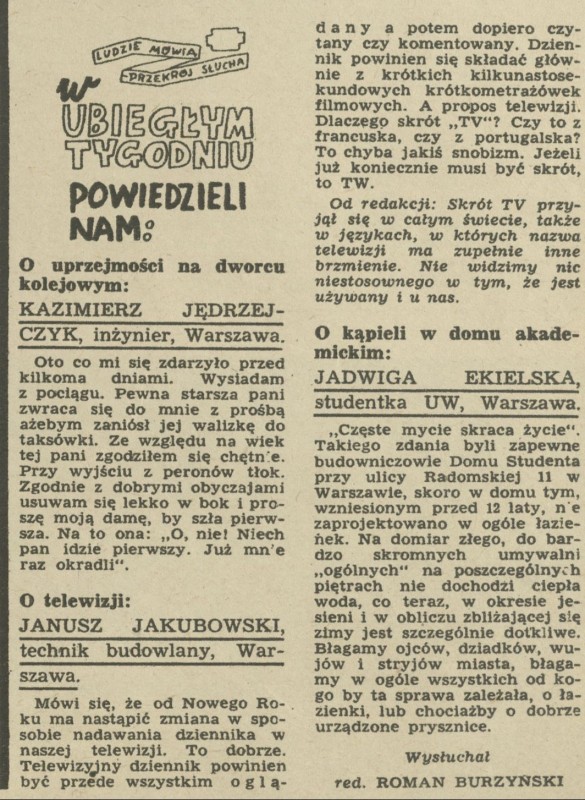 LUDZIE MÓWIĄ
PRZEKRÓJ SŁUCHA
W
UBIEGŁYM
TYGODNIU
POWIEDZIELI
NAM:
O uprzejmości na dworcu
kolejowym:
KAZIMIERZ JĘDRZEJ-
CZYK, inżynier, Warszawa.
Oto co mi się zdarzyło przed
kilkoma dniami. Wysiadam
z pociągu. Pewna starsza pani
zwraca się do mnie z prośbą
ażebym zaniósł jej walizkę do
taksówki. Ze względu na wiek
tej pani zgodziłem się chętn'e.
Przy wyjściu z peronów tłok.
Zgodnie z dobrymi obyczajami
usuwam się lekko w bok i pro-
szę moją damę, by szła pierw-
sza. Na to ona: „O, nie! Niech
pan idzie pierwszy. Już mn'e
raz okradli“.
O telewizji:
JANUSZ JAKUBOWSKI,
technik budowlany, War-
szawa.
Mówi się, że od Nowego Ro-
ku ma nastąpić zmiana w spo-
sobie nadawania dziennika w
naszej telewizji. To dobrze.
Telewizyjny dziennik powinien
być przede wszystkim o g l ą-
d a n y a potem dopiero czy-
tany czy komentowany. Dzien-
nik powinien się składać głów-
nie z krótkich kilkunastose-
kundowych krótkometrażówek
filmowych. A propos telewizji.
Dlaczego skrót „TV“? Czy to z
francuska, czy z portugalska?
To chyba jakiś snobizm. Jeżeli
już koniecznie musi być skrót,
to TW.
Od redakcji: Skrót TV przy-
jął się w całym świecie, także
w językach, w których nazwa
telewizji ma zupełnie inne
brzmienie. Nie widzimy nic
niestosownego w tym, że jest
używany i u nas.
O kąpieli w domu akade-
mickim:
JADWIGA EKIELSKA,
studentka UW, Warszawa.
„Częste mycie skraca życie“.
Takiego zdania byli zapewne
budowniczowie Domu Studenta
przy ulicy Radomskiej 11 w
Warszawie, skoro w domu tym,
wzniesionym przed 12 laty, n'e
zaprojektowano w ogóle łazie-
nek. Na domiar złego, do bar-
dzo skromnych umywalni
„ogólnych“ na poszczególnych
piętrach nie dochodzi ciepła
woda, co teraz, w okresie je-
sieni i w obliczu zbliżającej się
zimy jest szczególnie dotkliwe.
Błagamy ojców, dziadków, wu-
jów i stryjów miasta, błaga-
my w ogóle wszystkich od ko-
go by ta sprawa zależała, o ła-
zienki, lub chociażby o dobrze
urządzone prysznice.
Wysłuchał
red. ROMAN BURZYŃSKI